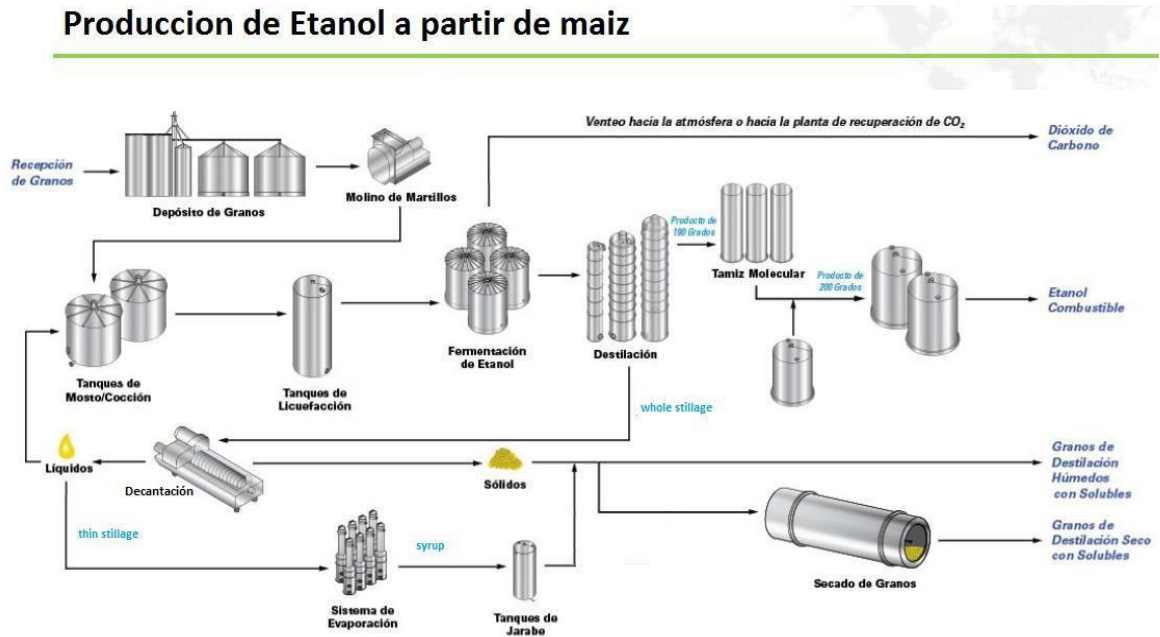 Produccion de Etanol a partir de maiz
Venteo hacia la atmósfera o hacia la planta de recuperación de CO₂
Dióxido de
Carbono
Recepción
de Granos
Depósito de Granos
Molino de Martillos
Producto de
190 Grados
Tamiz Molecular
Producto de
200 Grados
Etanol
Combustible
Tanques de
Mosto/Cocción
Tanques de
Licuefacción
Fermentación
de Etanol
Destilación
whole stillage
Líquidos
Decantación
Sólidos
Granos de
Destilación
Húmedos
con Solubles
thin stillage
Sistema de
Evaporación
syrup
Tanques de
Jarabe
Secado de Granos
Granos de
Destilación Seco
con Solubles